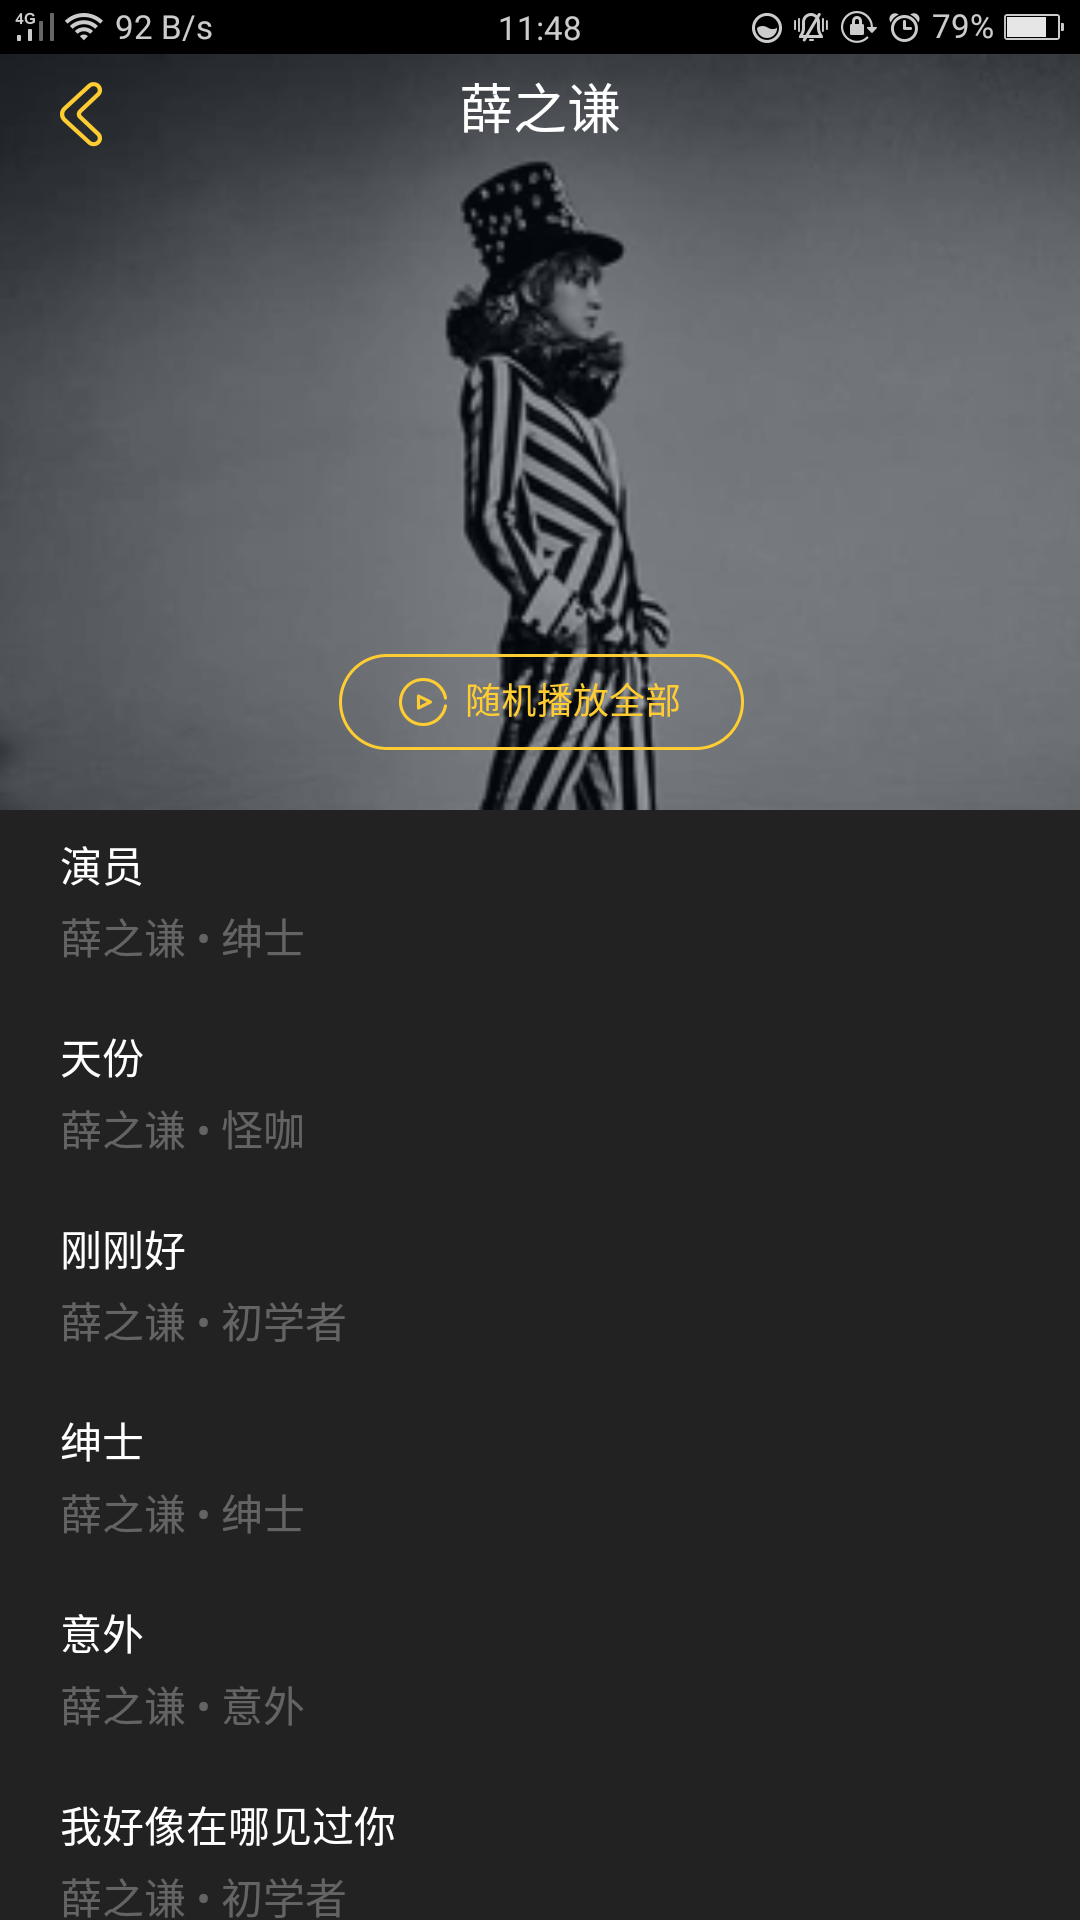 4G 92 B/s 11:48 79%
薛之谦
随机播放全部
演员
薛之谦 • 绅士
天份
薛之谦 • 怪咖
刚刚好
薛之谦 • 初学者
绅士
薛之谦 • 绅士
意外
薛之谦 • 意外
我好像在哪见过你
薛之谦 • 初学者